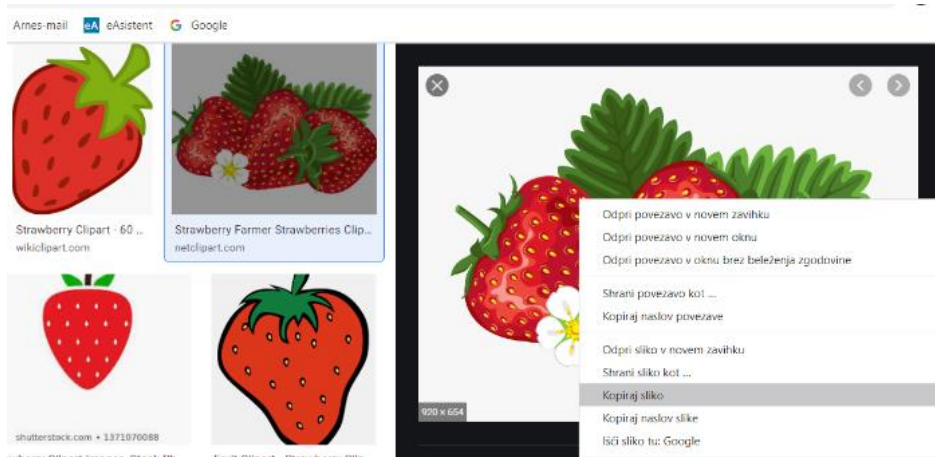 Arnes-mail eA eAsistent G Google
Strawberry Clipart - 60 ...
wikiclipart.com
Strawberry Farmer Strawberries Clip...
netclipart.com
shutterstock.com • 1371070088
920 × 654
Odpri povezavo v novem zavihku
Odpri povezavo v novem oknu
Odpri povezavo v oknu brez beleženja zgodovine
Shrani povezavo kot ...
Kopiraj naslov povezave
Odpri sliko v novem zavihku
Shrani sliko kot ...
Kopiraj sliko
Kopiraj naslov slike
Išči sliko tu: Google